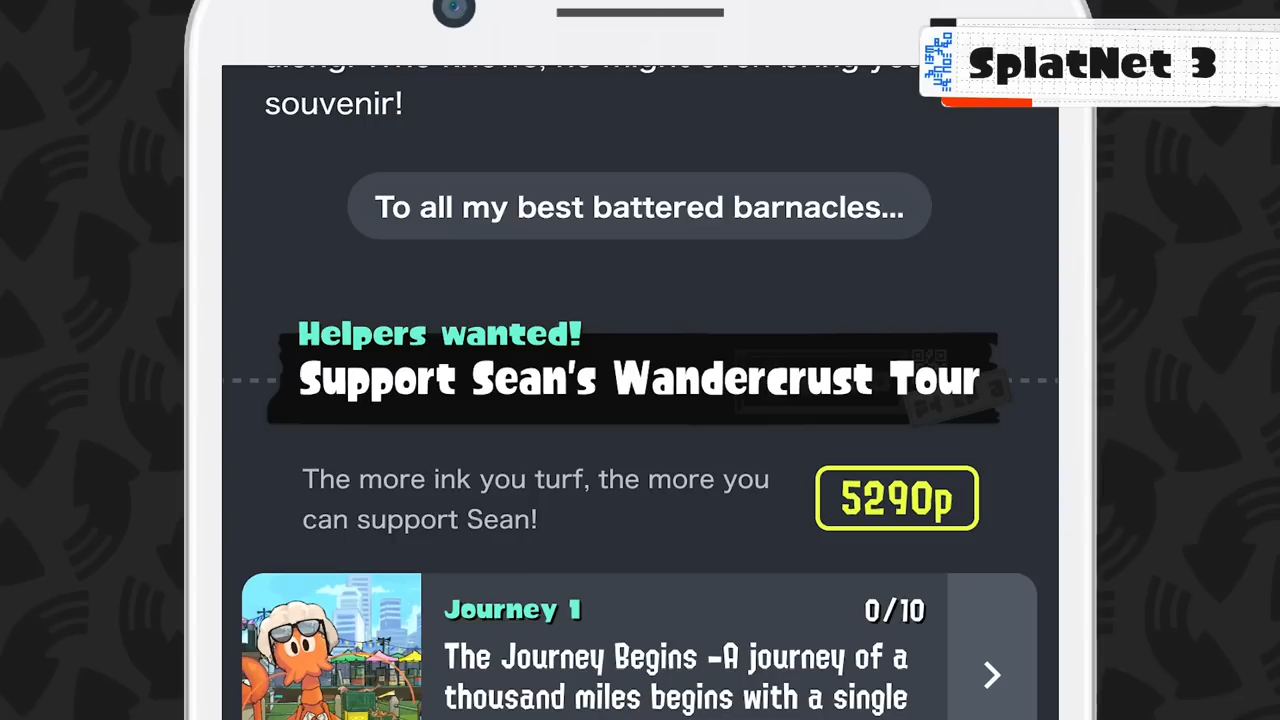 SplatNet 3
souvenir!
To all my best battered barnacles...
Helpers wanted!
Support Sean's Wandercrust Tour
The more ink you turf, the more you
can support Sean!
5290p
Journey 1
0/10
The Journey Begins -A journey of a
thousand miles begins with a single